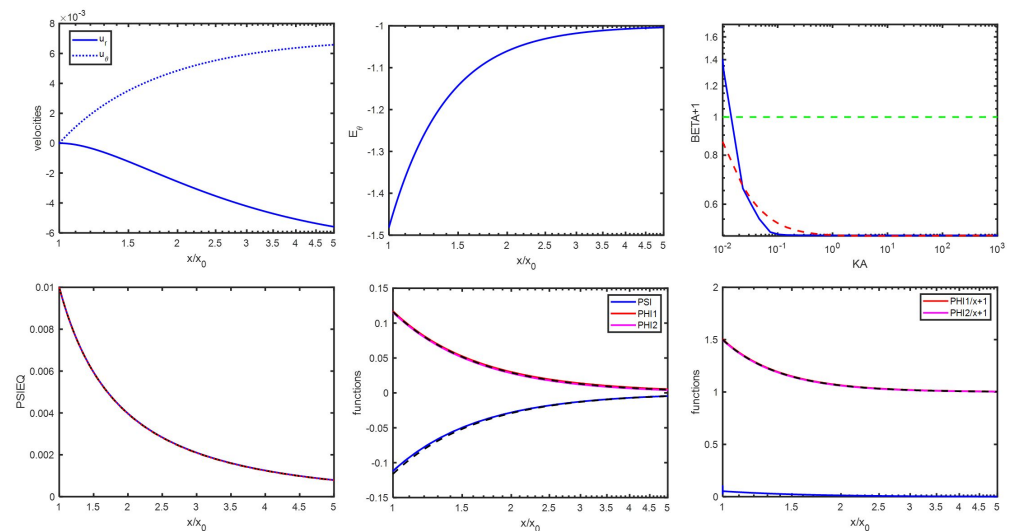 ×10⁻³
8
6
4
2
0
-2
-4
-6
velocities
u_r
u_θ
1 1.5 2 2.5 3 3.5 4 4.5 5
x/x₀
-1
-1.1
-1.2
-1.3
-1.4
-1.5
E_θ
1 1.5 2 2.5 3 3.5 4 4.5 5
x/x₀
1.6
1.4
1.2
1
0.8
0.6
BETA+1
10⁻² 10⁻¹ 10⁰ 10¹ 10² 10³
KA
0.01
0.008
0.006
0.004
0.002
0
PSIEQ
1 1.5 2 2.5 3 3.5 4 4.5 5
x/x₀
0.15
0.1
0.05
0
-0.05
-0.1
-0.15
functions
PSI
PHI1
PHI2
1 1.5 2 2.5 3 3.5 4 4.5 5
x/x₀
2
1.5
1
0.5
0
functions
PHI1/x+1
PHI2/x+1
1 1.5 2 2.5 3 3.5 4 4.5 5
x/x₀